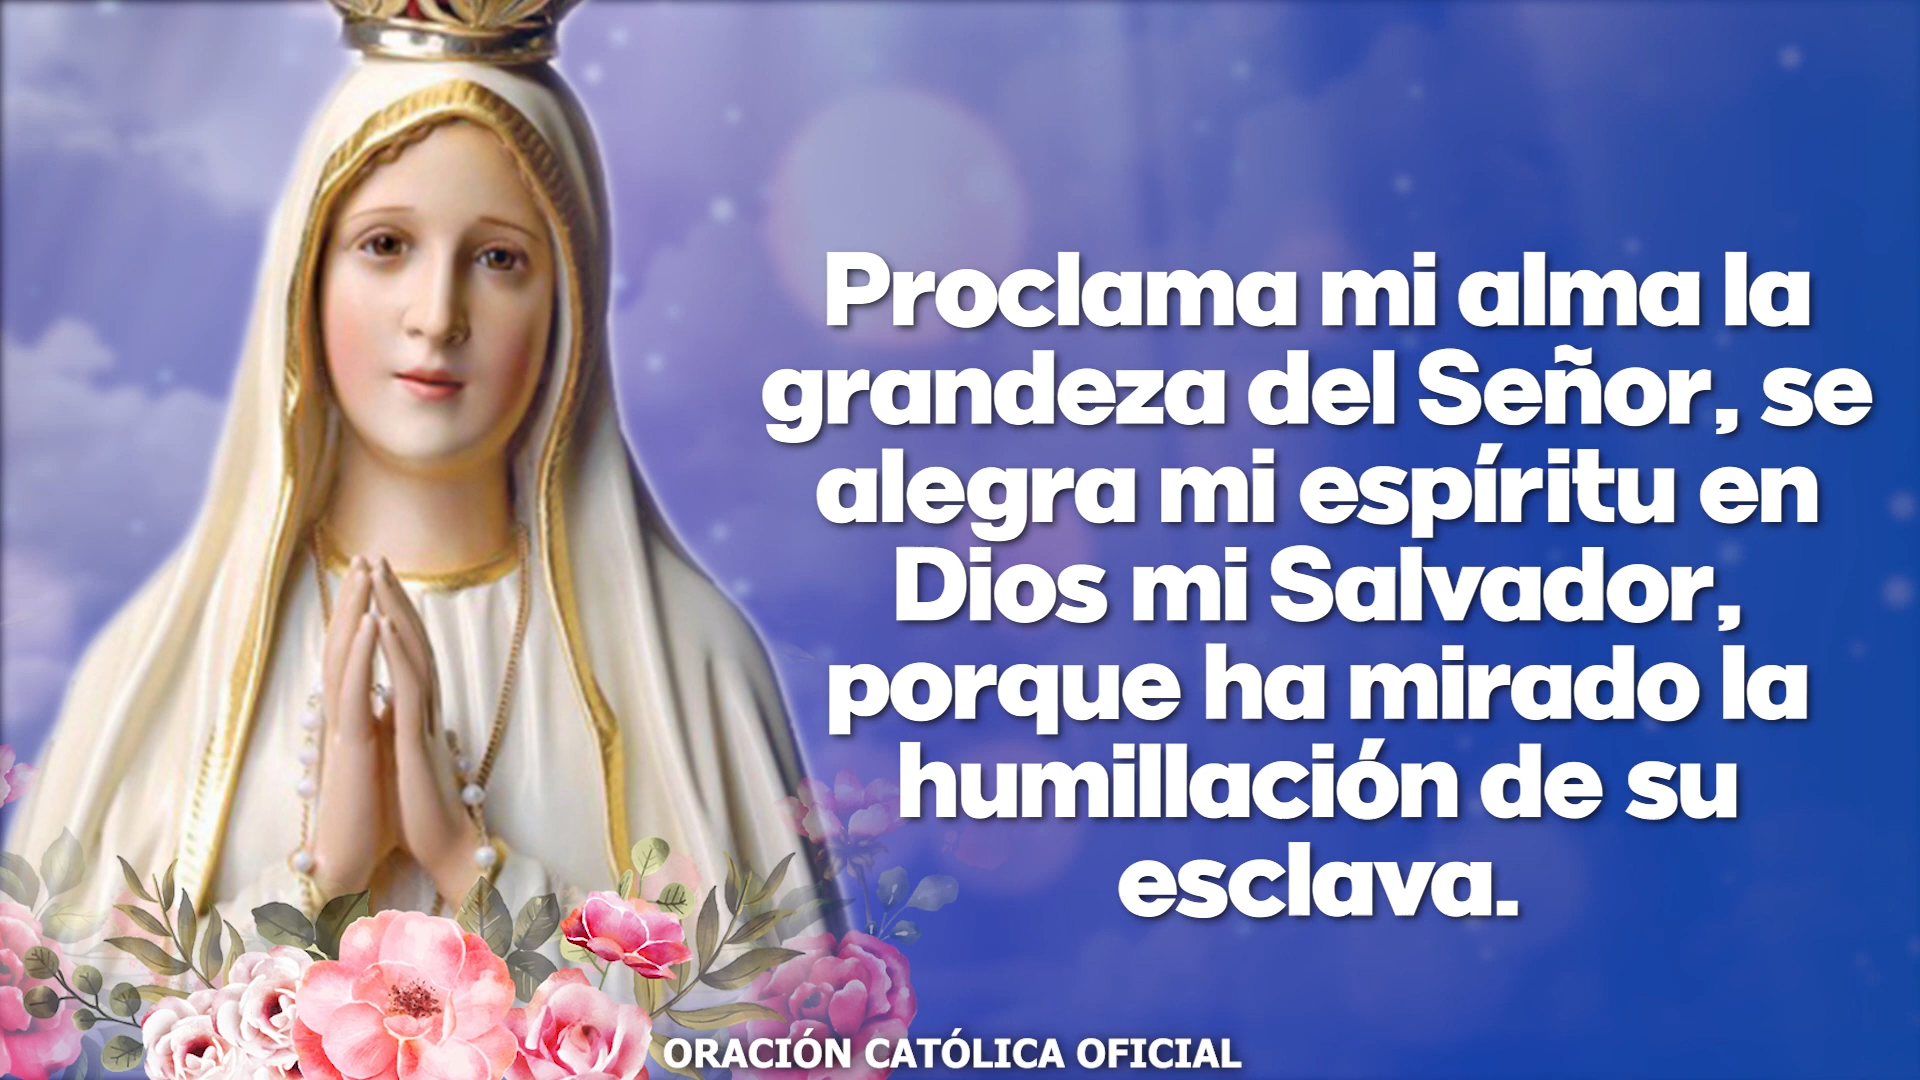 Proclama mi alma la
grandeza del Señor, se
alegra mi espíritu en
Dios mi Salvador,
porque ha mirado la
humillación de su
esclava.
ORACIÓN CATÓLICA OFICIAL